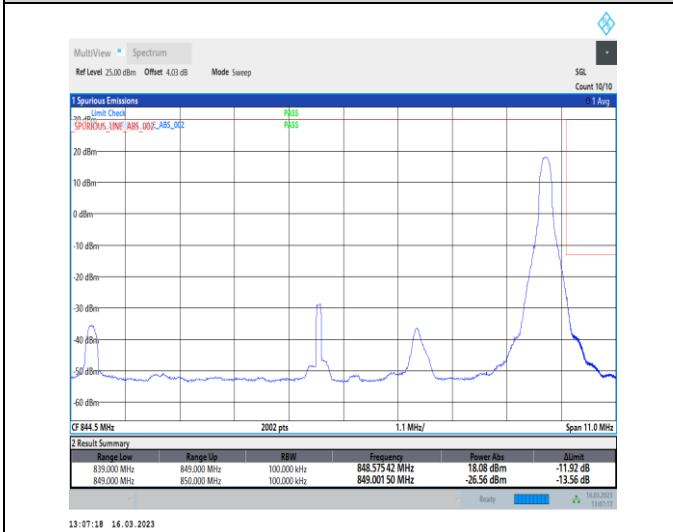 MultiView Spectrum
Ref Level 25.00 dBm Offset 4.03 dB Mode Sweep SGL
Count 10/10
1 Spurious Emissions 1 Avg
Limit Check PASS
SPURIOUS_LINE_ABS_002 PASS
20 dBm
10 dBm
0 dBm
-10 dBm
-20 dBm
-30 dBm
-40 dBm
-50 dBm
-60 dBm
CF 844.5 MHz 2002 pts 1.1 MHz/ Span 11.0 MHz
2 Result Summary
Range Low Range Up RBW Frequency Power Abs ΔLimit
839.000 MHz 849.000 MHz 100.000 kHz 848.575 42 MHz 18.08 dBm -11.92 dB
849.000 MHz 850.000 MHz 100.000 kHz 849.001 50 MHz -26.56 dBm -13.56 dB
Ready 16.03.2023
13:07:17
13:07:18 16.03.2023